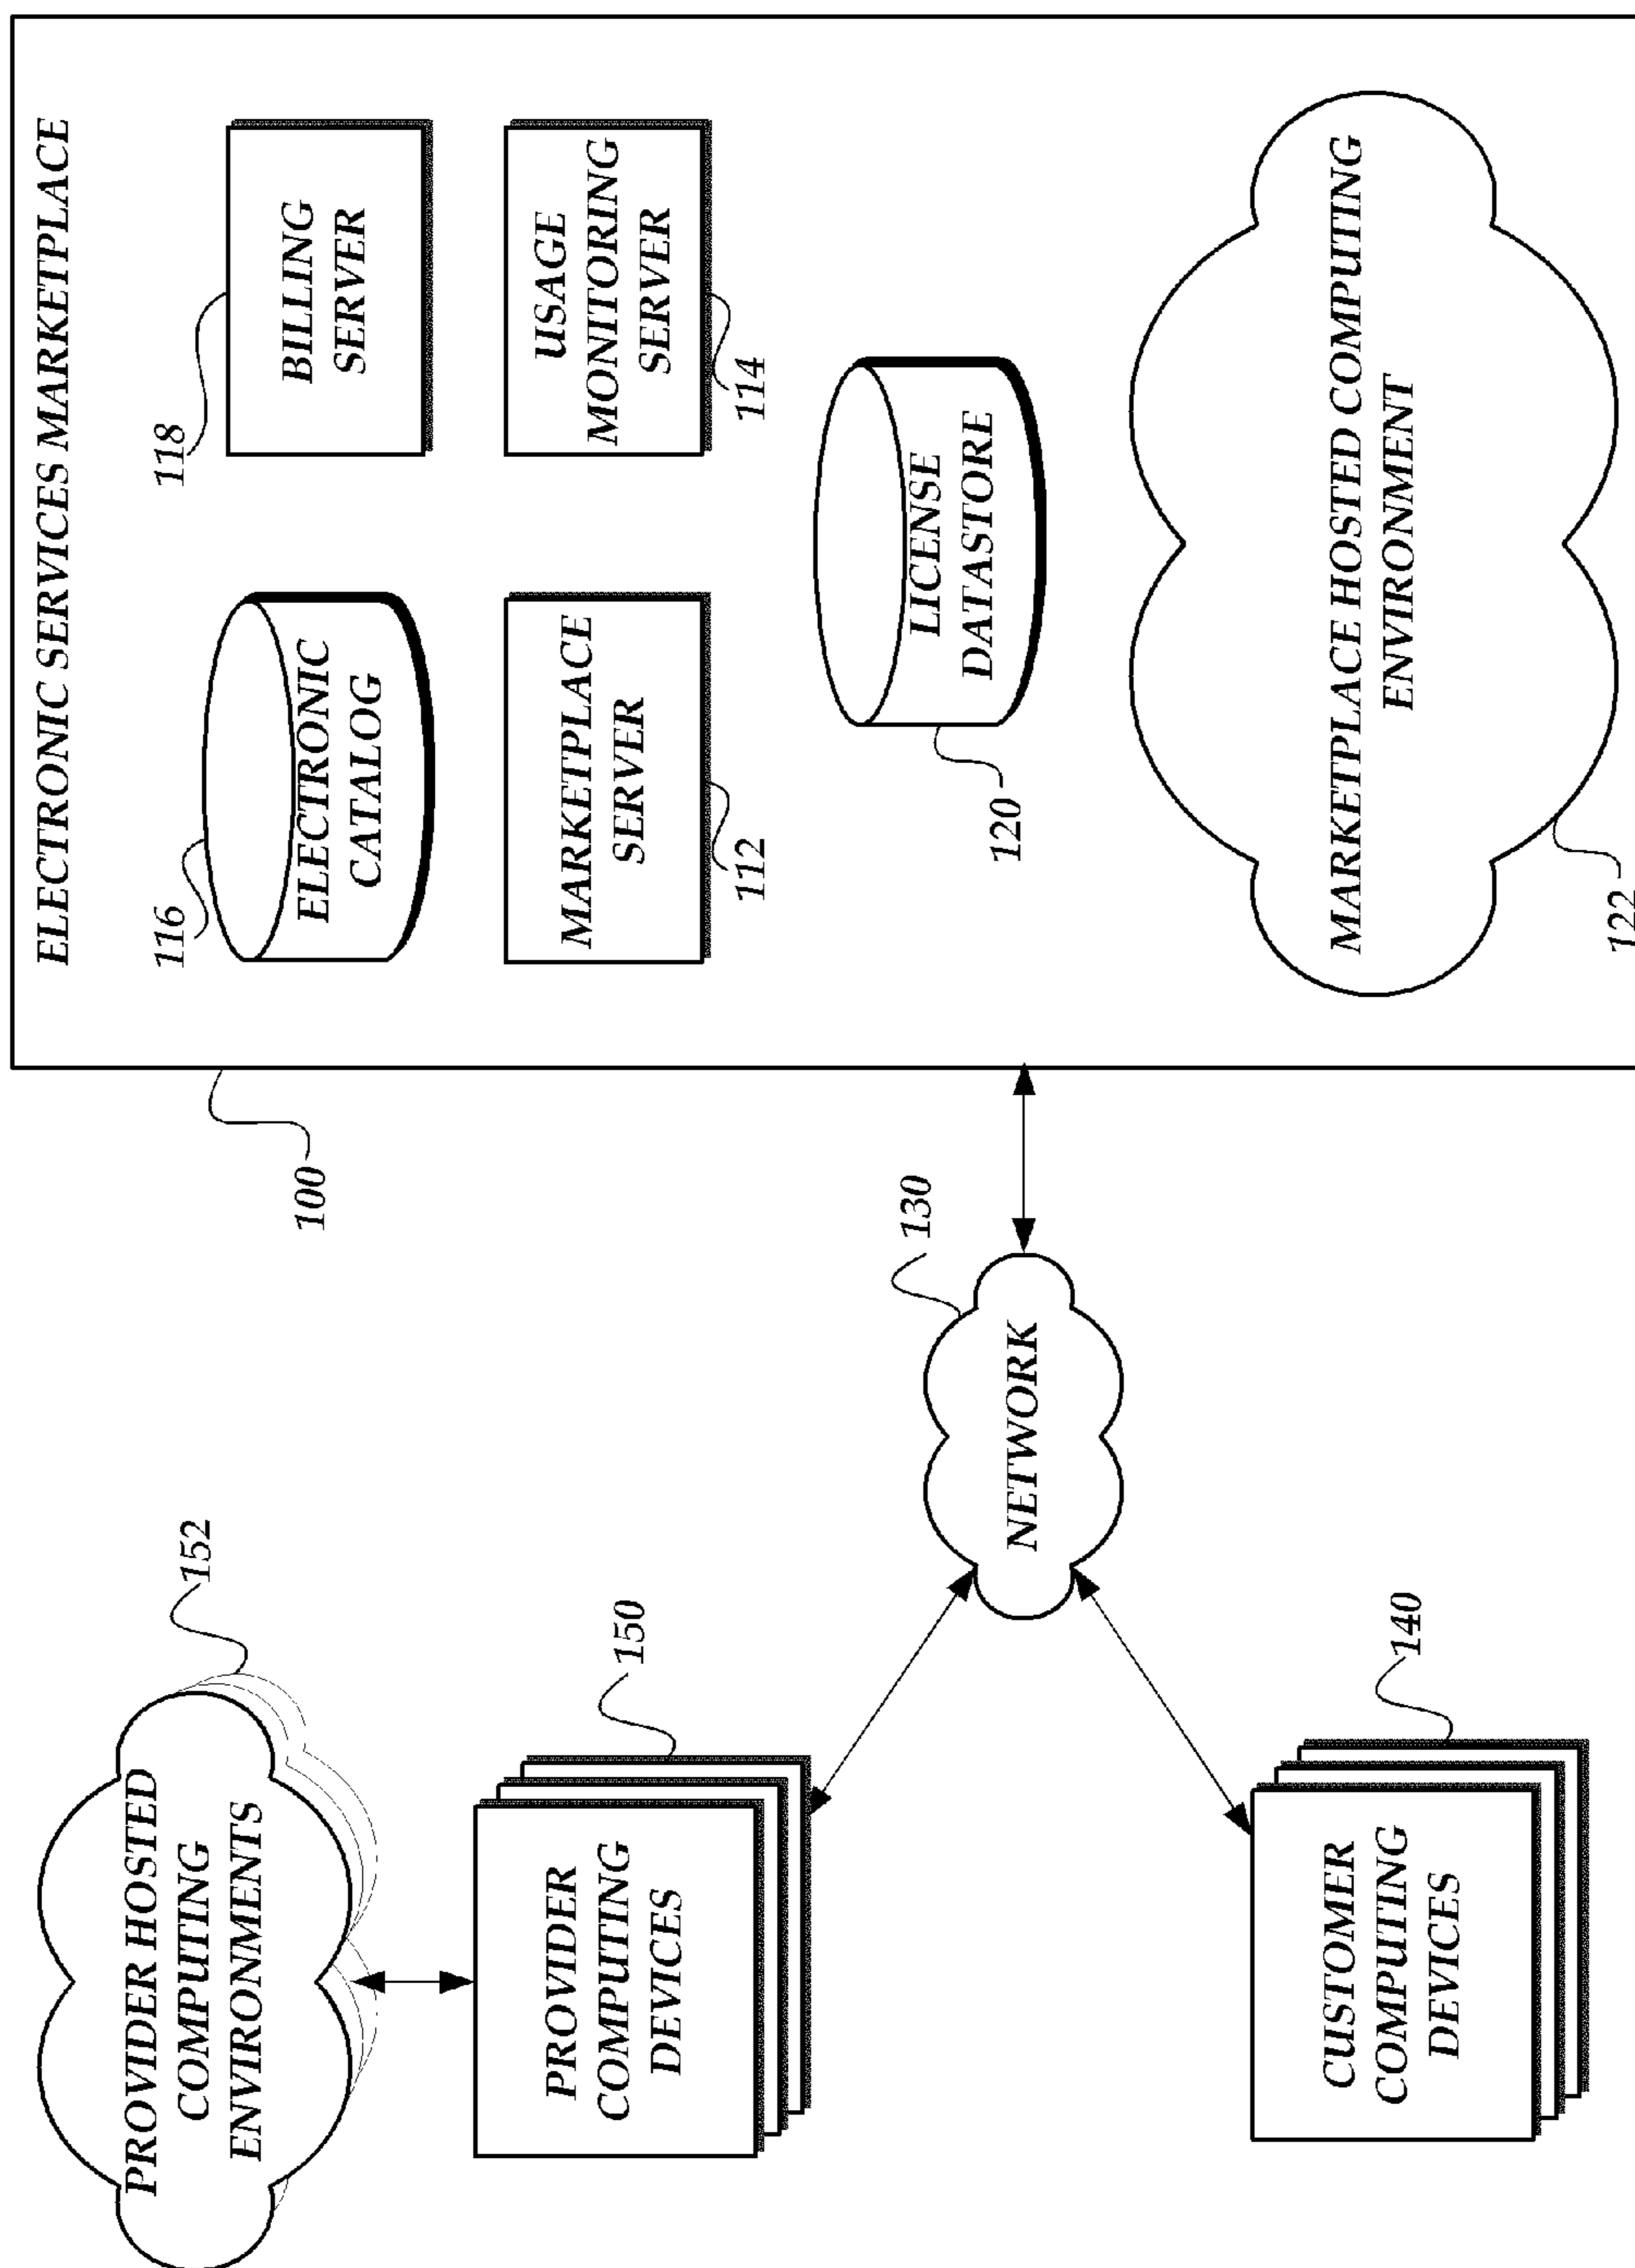 PROVIDER HOSTED
COMPUTING
ENVIRONMENTS
152
PROVIDER
COMPUTING
DEVICES
150
CUSTOMER
COMPUTING
DEVICES
140
NETWORK
130
100
ELECTRONIC SERVICES MARKETPLACE
116
ELECTRONIC
CATALOG
118
BILLING
SERVER
MARKETPLACE
SERVER
112
USAGE
MONITORING
SERVER
114
LICENSE
DATASTORE
120
MARKETPLACE HOSTED COMPUTING
ENVIRONMENT
122